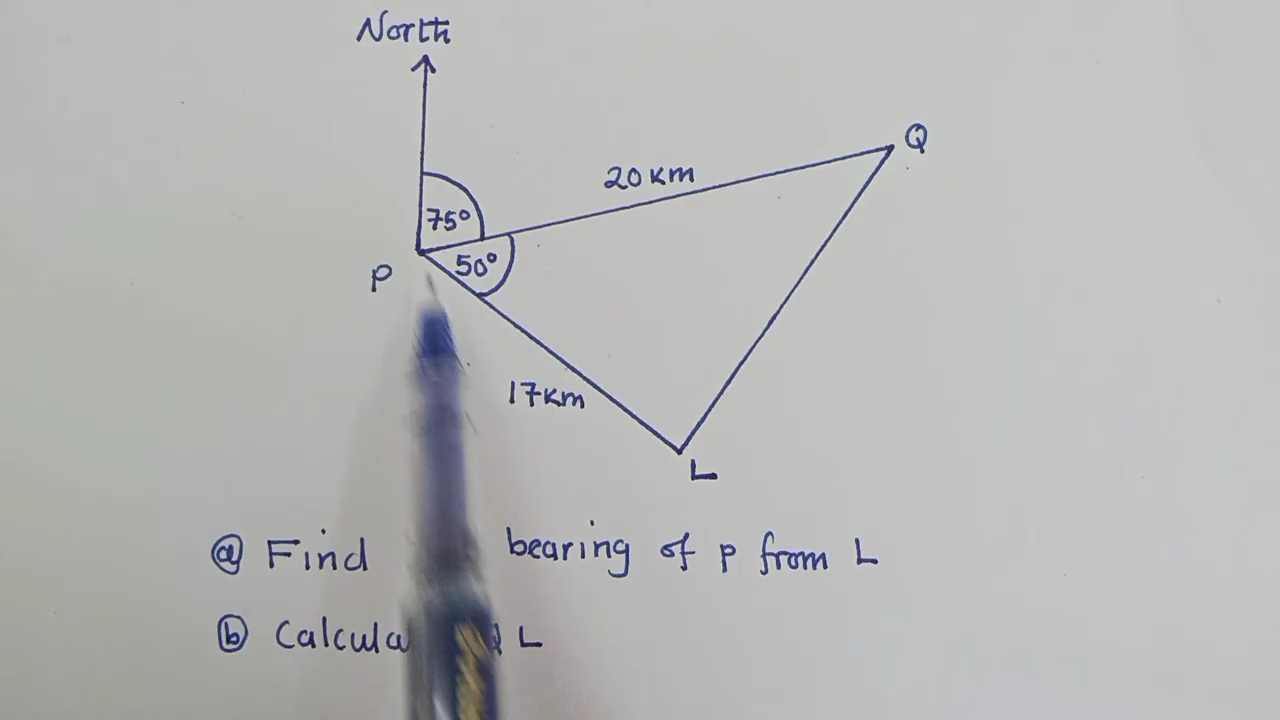 North
Q
20 km
75°
P
50°
17 km
L
ⓐ Find bearing of p from L
ⓑ Calcula L